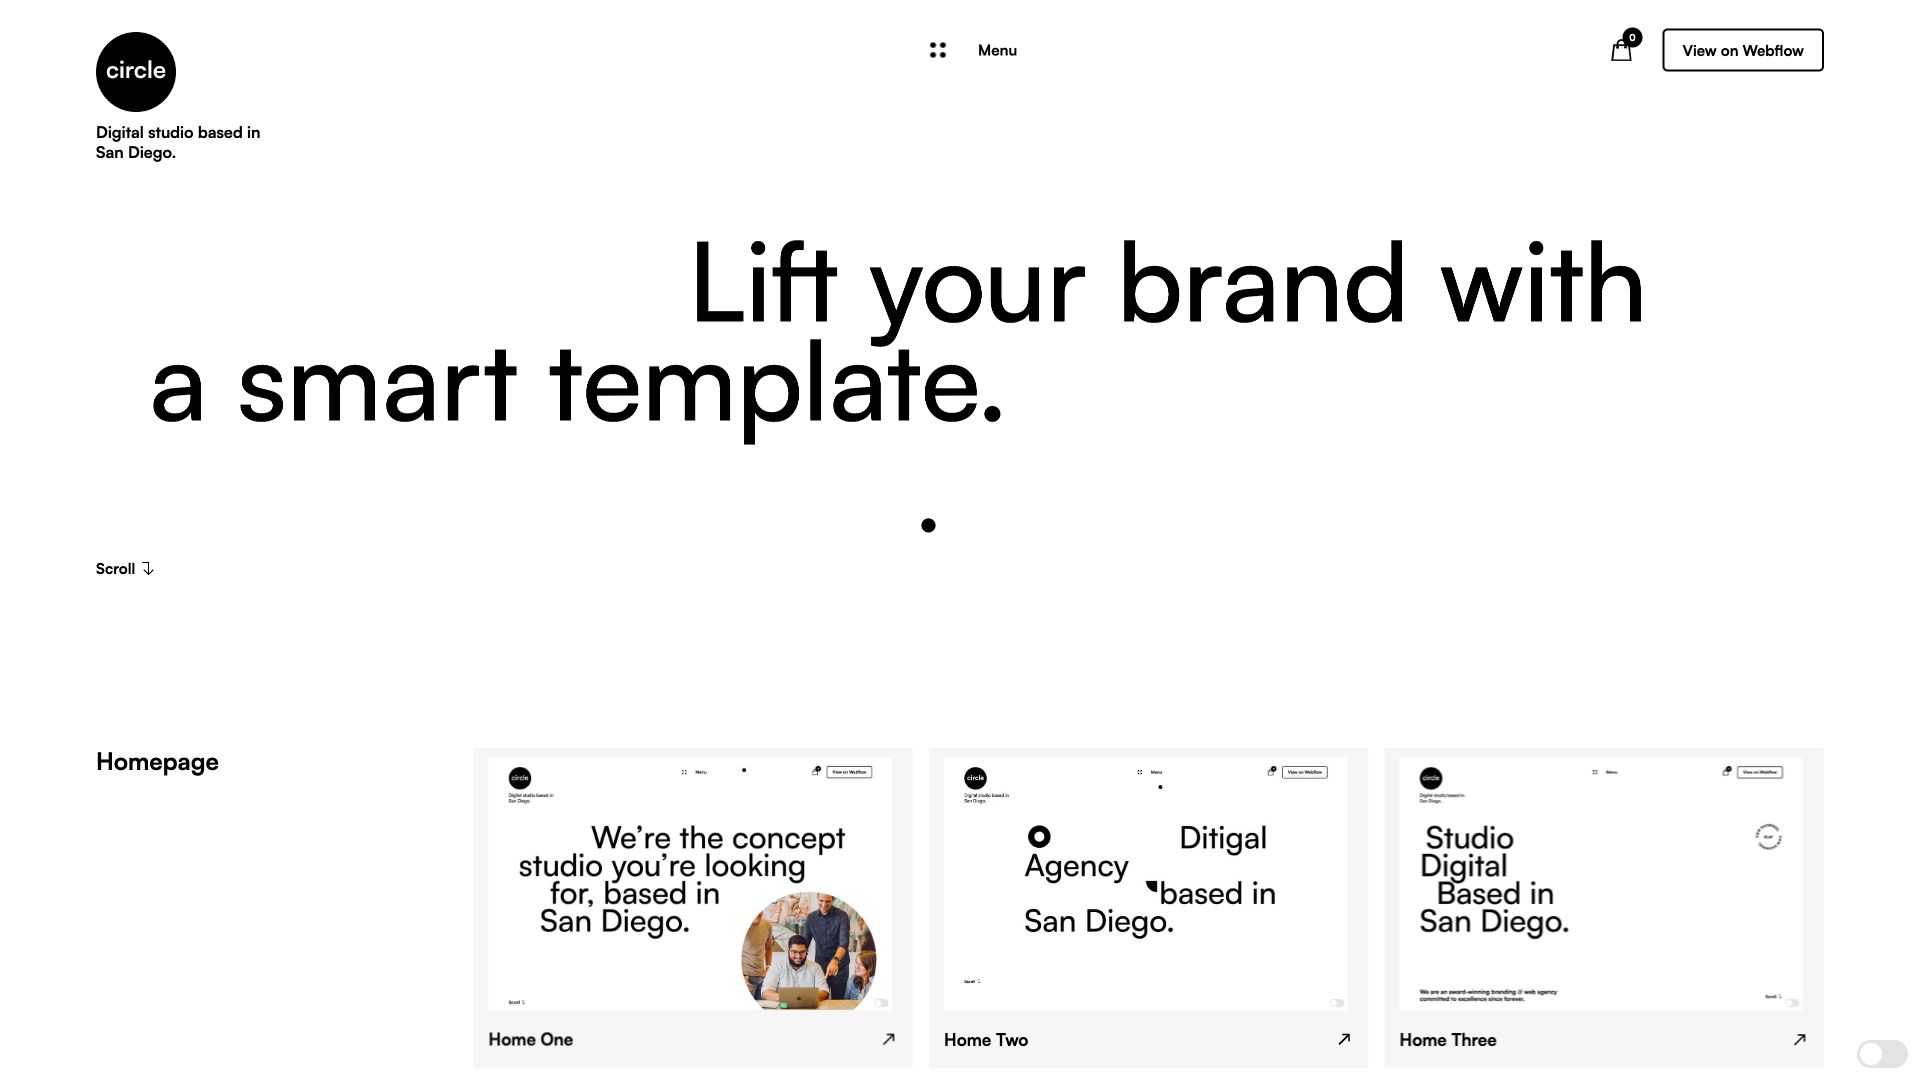 circle
Digital studio based in
San Diego.
Menu
0
View on Webflow
Lift your brand with
a smart template.
Scroll
Homepage
circle
Digital studio based in
San Diego.
Menu
View on Webflow
We're the concept
studio you're looking
for, based in
San Diego.
Scroll
Home One
circle
Digital studio based in
San Diego.
Menu
View on Webflow
Ditigal
Agency
based in
San Diego.
Scroll
Home Two
circle
Digital studio based in
San Diego.
Menu
View on Webflow
Studio
Digital
Based in
San Diego.
PLAY
We are an award-winning branding & web agency
committed to excellence since forever.
Scroll
Home Three